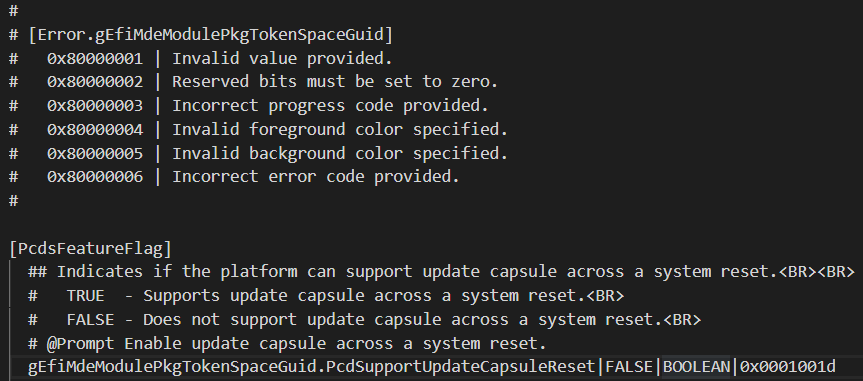 #
# [Error.gEfiMdeModulePkgTokenSpaceGuid]
#   0x80000001 | Invalid value provided.
#   0x80000002 | Reserved bits must be set to zero.
#   0x80000003 | Incorrect progress code provided.
#   0x80000004 | Invalid foreground color specified.
#   0x80000005 | Invalid background color specified.
#   0x80000006 | Incorrect error code provided.
#
[PcdsFeatureFlag]
  ## Indicates if the platform can support update capsule across a system reset.<BR><BR>
  #   TRUE  - Supports update capsule across a system reset.<BR>
  #   FALSE - Does not support update capsule across a system reset.<BR>
  # @Prompt Enable update capsule across a system reset.
  gEfiMdeModulePkgTokenSpaceGuid.PcdSupportUpdateCapsuleReset|FALSE|BOOLEAN|0x0001001d